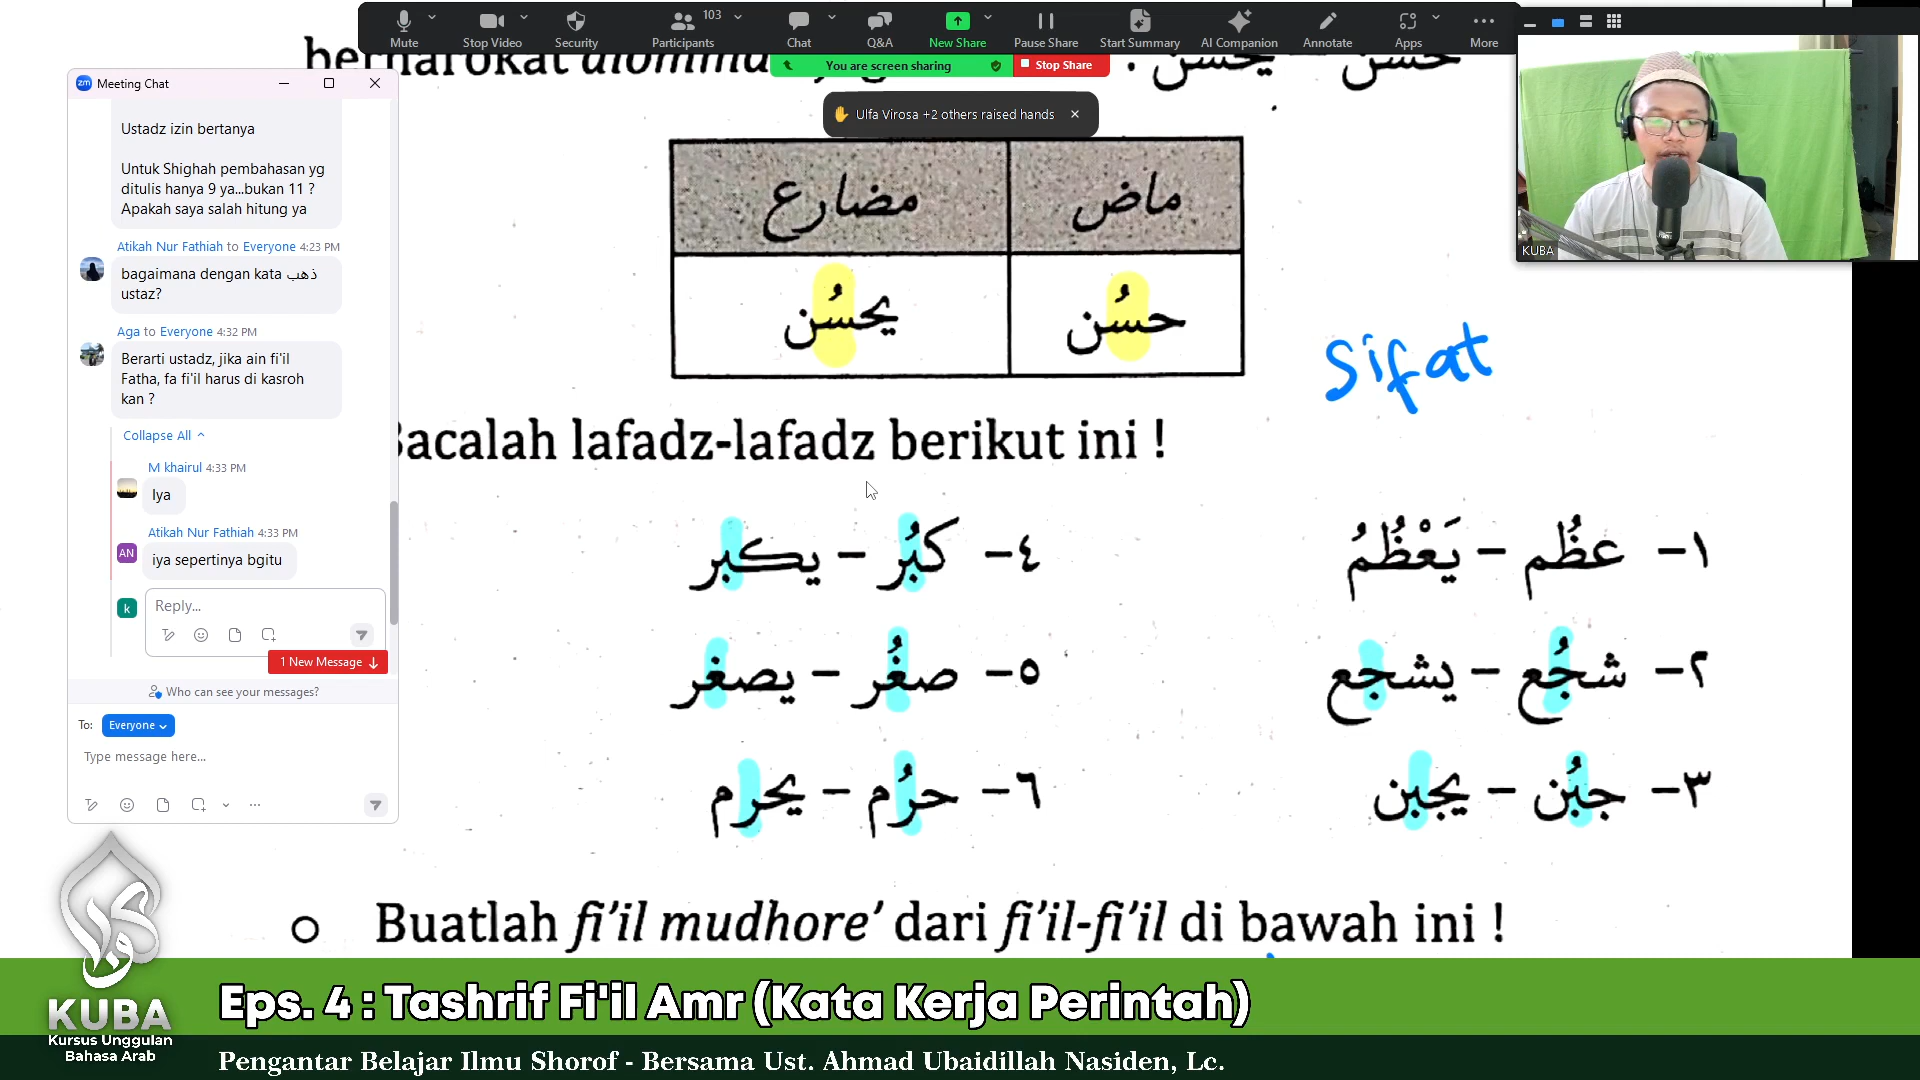 Mute
Stop Video
Security
Participants
103
Chat
Q&A
New Share
Pause Share
Start Summary
AI Companion
Annotate
Apps
More
You are screen sharing
Stop Share
Ulfa Virosa +2 others raised hands
KUBA
Meeting Chat
Ustadz izin bertanya
Untuk Shighah pembahasan yg
ditulis hanya 9 ya...bukan 11 ?
Apakah saya salah hitung ya
Atikah Nur Fathiah to Everyone 4:23 PM
bagaimana dengan kata ذهب
ustaz?
Aga to Everyone 4:32 PM
Berarti ustadz, jika ain fi'il
Fatha, fa fi'il harus di kasroh
kan ?
Collapse All
M khairul 4:33 PM
Iya
Atikah Nur Fathiah 4:33 PM
AN
iya sepertinya bgitu
k
Reply...
1 New Message
Who can see your messages?
To: Everyone
Type message here...
ماض
مضارع
حسُن
يحسُن
Sifat
Bacalah lafadz-lafadz berikut ini !
١- عظُم – يَعْظُمُ
٢- شجُع – يشجع
٣- جبُن – يجبن
٤- كبُر – يكبر
٥- صغُر – يصغر
٦- حرُم – يحرم
o Buatlah fi'il mudhore' dari fi'il-fi'il di bawah ini !
KUBA
Kursus Unggulan
Bahasa Arab
Eps. 4 : Tashrif Fi'il Amr (Kata Kerja Perintah)
Pengantar Belajar Ilmu Shorof - Bersama Ust. Ahmad Ubaidillah Nasiden, Lc.